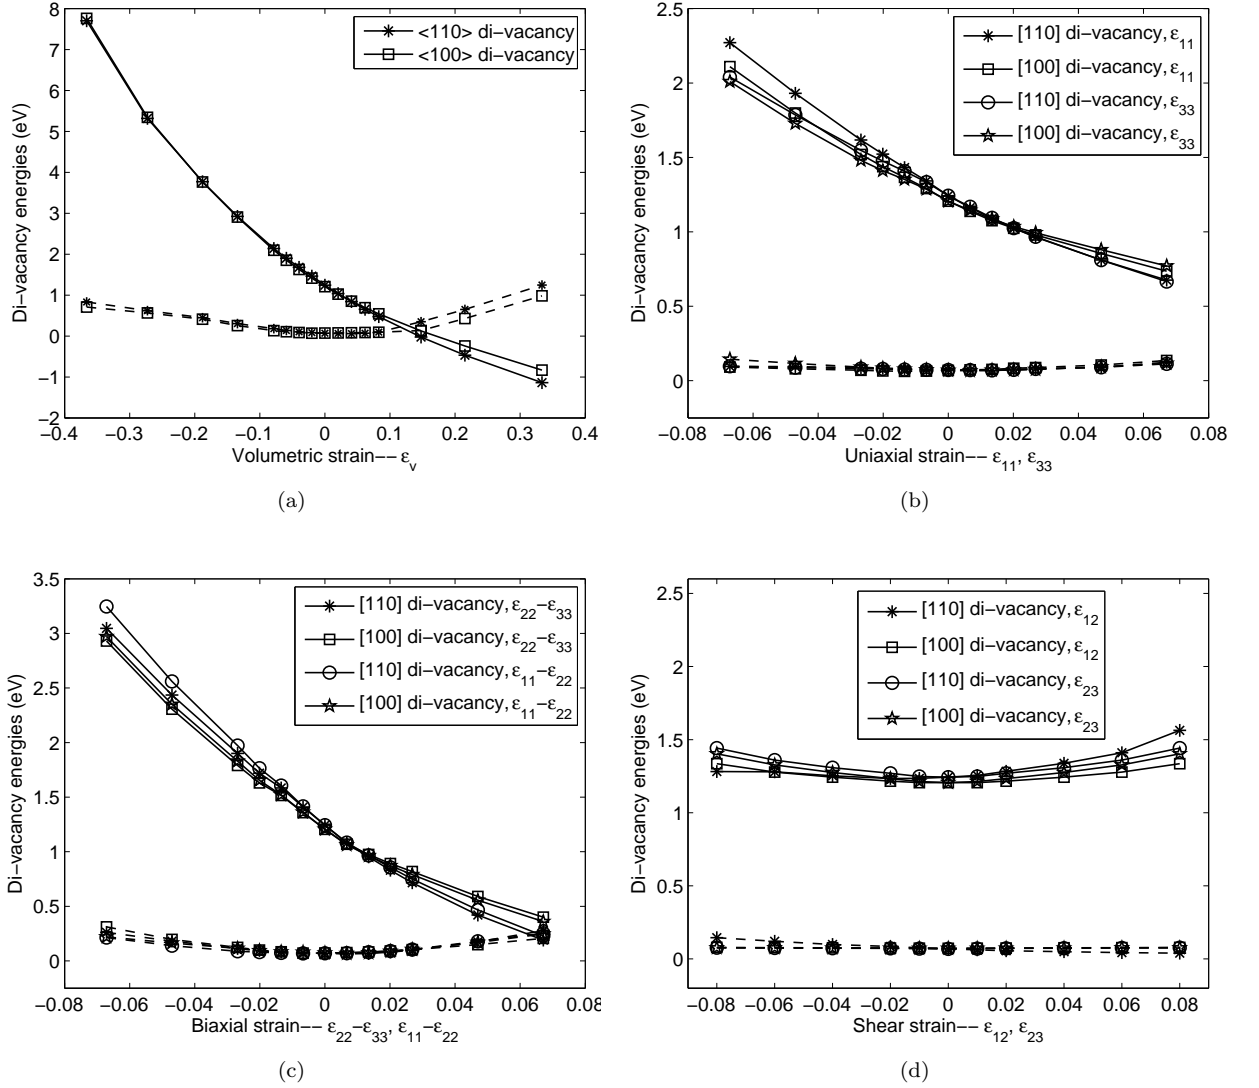 8
7
6
5
4
3
2
1
0
−1
−2
−0.4 −0.3 −0.2 −0.1 0 0.1 0.2 0.3 0.4
Di−vacancy energies (eV)
Volumetric strain−− ε_v
<110> di−vacancy
<100> di−vacancy
(a)
2.5
2
1.5
1
0.5
0
−0.08 −0.06 −0.04 −0.02 0 0.02 0.04 0.06 0.08
Di−vacancy energies (eV)
Uniaxial strain−− ε_11, ε_33
[110] di−vacancy, ε_11
[100] di−vacancy, ε_11
[110] di−vacancy, ε_33
[100] di−vacancy, ε_33
(b)
3.5
3
2.5
2
1.5
1
0.5
0
−0.08 −0.06 −0.04 −0.02 0 0.02 0.04 0.06 0.08
Di−vacancy energies (eV)
Biaxial strain−− ε_22−ε_33, ε_11−ε_22
[110] di−vacancy, ε_22−ε_33
[100] di−vacancy, ε_22−ε_33
[110] di−vacancy, ε_11−ε_22
[100] di−vacancy, ε_11−ε_22
(c)
2.5
2
1.5
1
0.5
0
−0.08 −0.06 −0.04 −0.02 0 0.02 0.04 0.06 0.08
Di−vacancy energies (eV)
Shear strain−− ε_12, ε_23
[110] di−vacancy, ε_12
[100] di−vacancy, ε_12
[110] di−vacancy, ε_23
[100] di−vacancy, ε_23
(d)